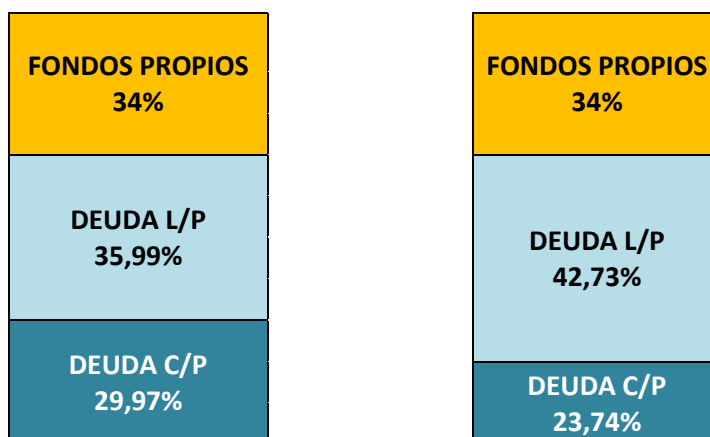 FONDOS PROPIOS
34%
DEUDA L/P
35,99%
DEUDA C/P
29,97%
FONDOS PROPIOS
34%
DEUDA L/P
42,73%
DEUDA C/P
23,74%